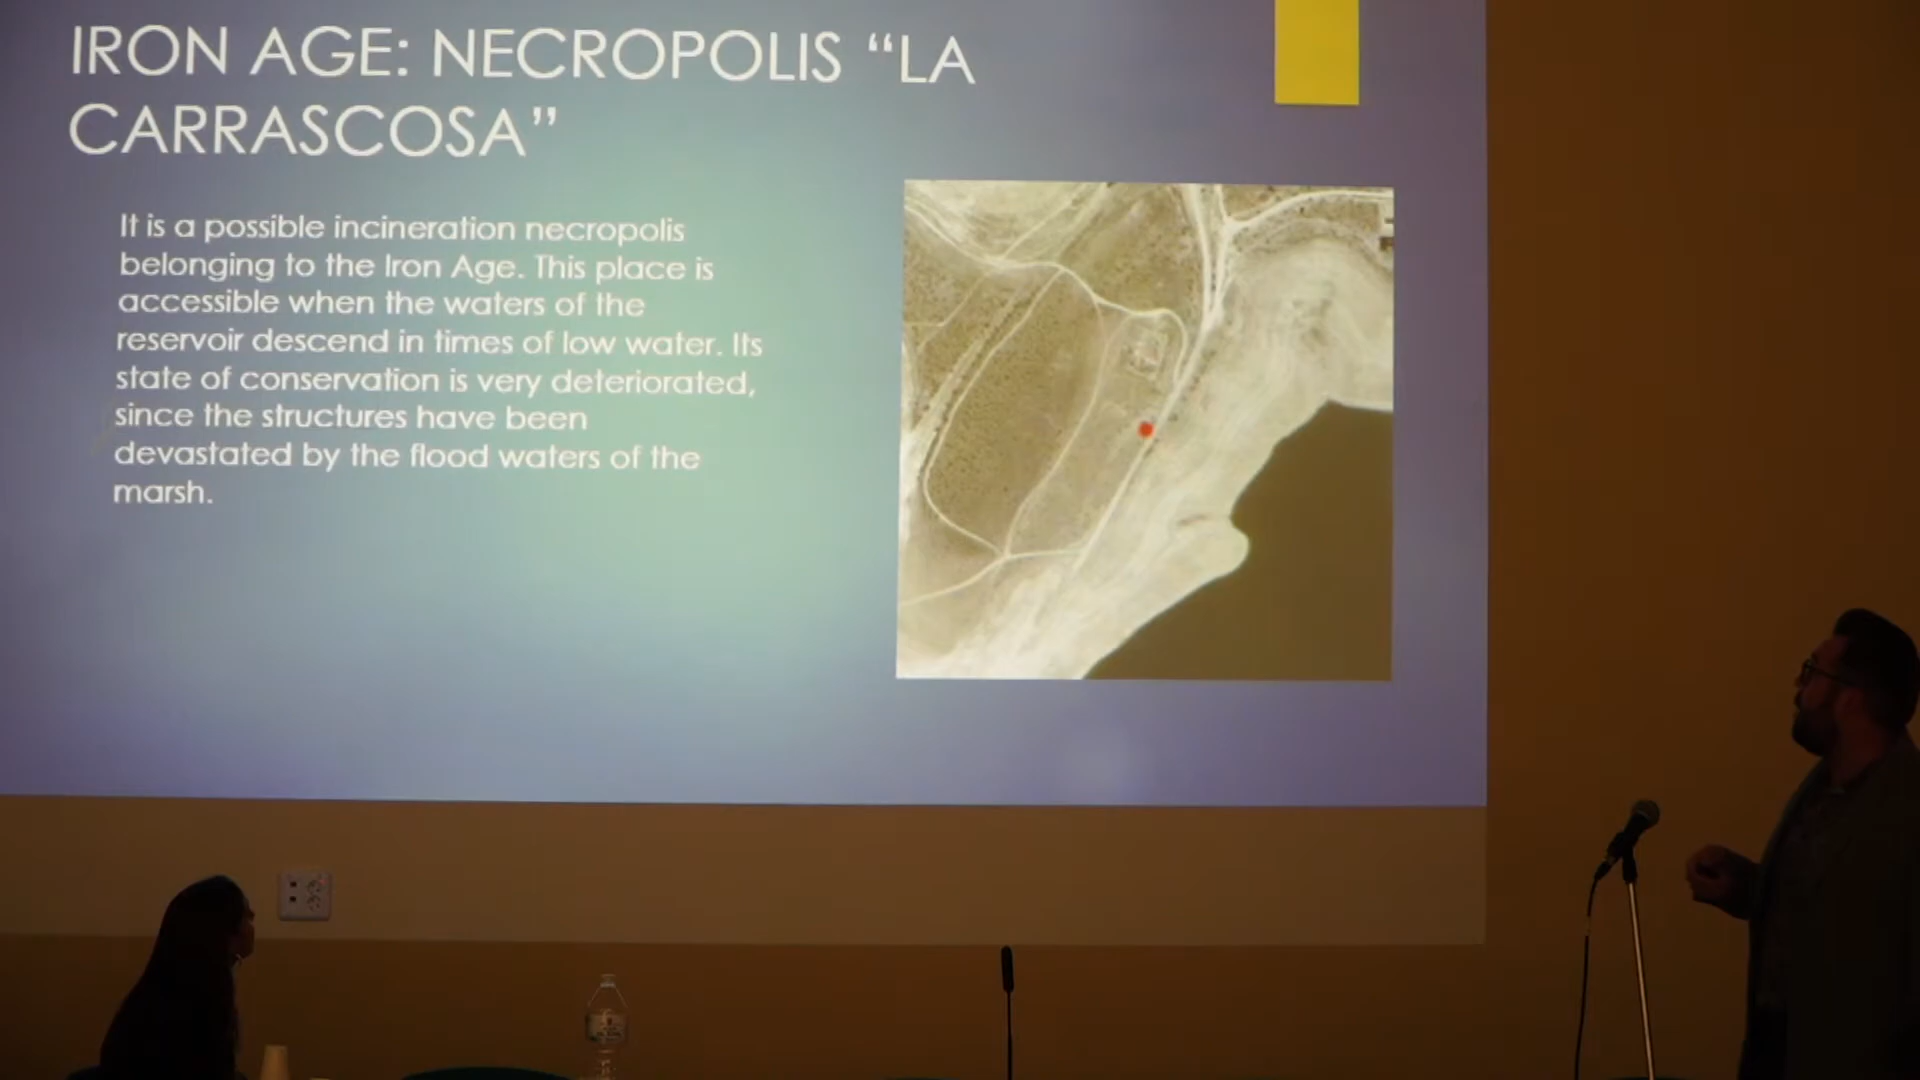 IRON AGE: NECROPOLIS “LA
CARRASCOSA”
It is a possible incineration necropolis
belonging to the Iron Age. This place is
accessible when the waters of the
reservoir descend in times of low water. Its
state of conservation is very deteriorated,
since the structures have been
devastated by the flood waters of the
marsh.